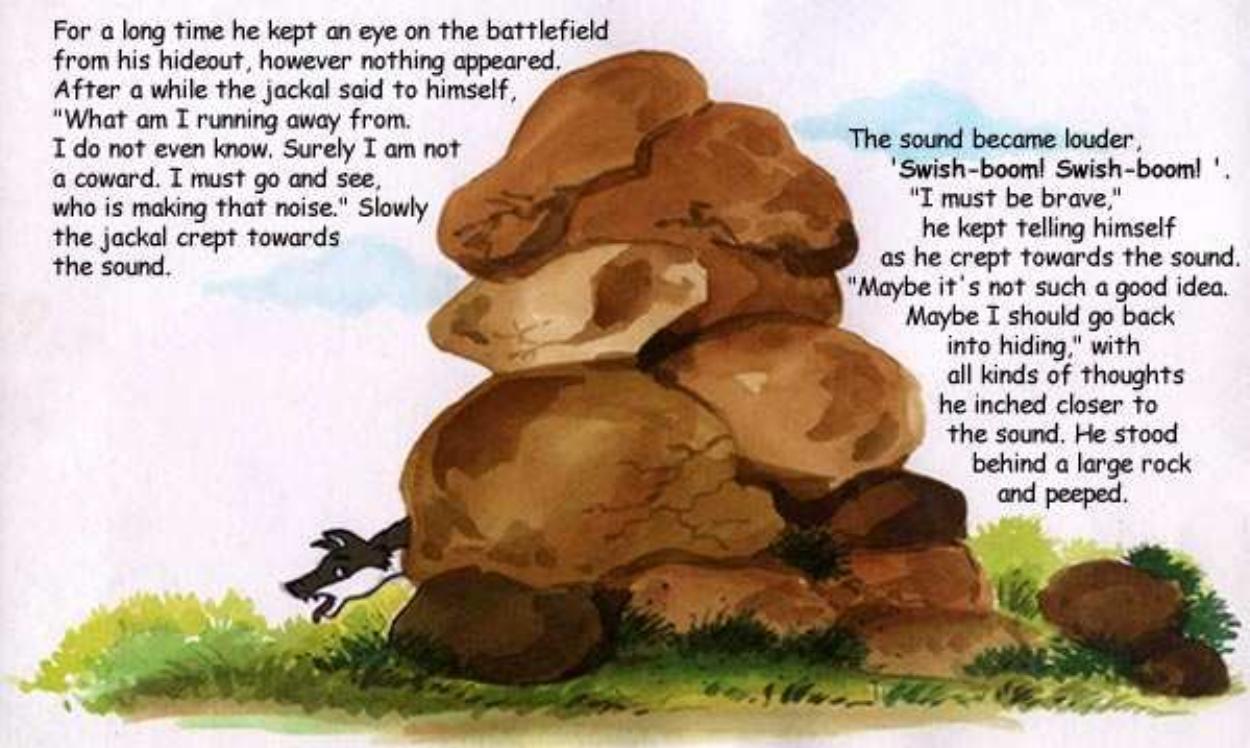 For a long time he kept an eye on the battlefield
from his hideout, however nothing appeared.
After a while the jackal said to himself,
"What am I running away from.
I do not even know. Surely I am not
a coward. I must go and see,
who is making that noise." Slowly
the jackal crept towards
the sound.
The sound became louder,
'Swish-boom! Swish-boom! '.
"I must be brave,"
he kept telling himself
as he crept towards the sound.
"Maybe it's not such a good idea.
Maybe I should go back
into hiding," with
all kinds of thoughts
he inched closer to
the sound. He stood
behind a large rock
and peeped.